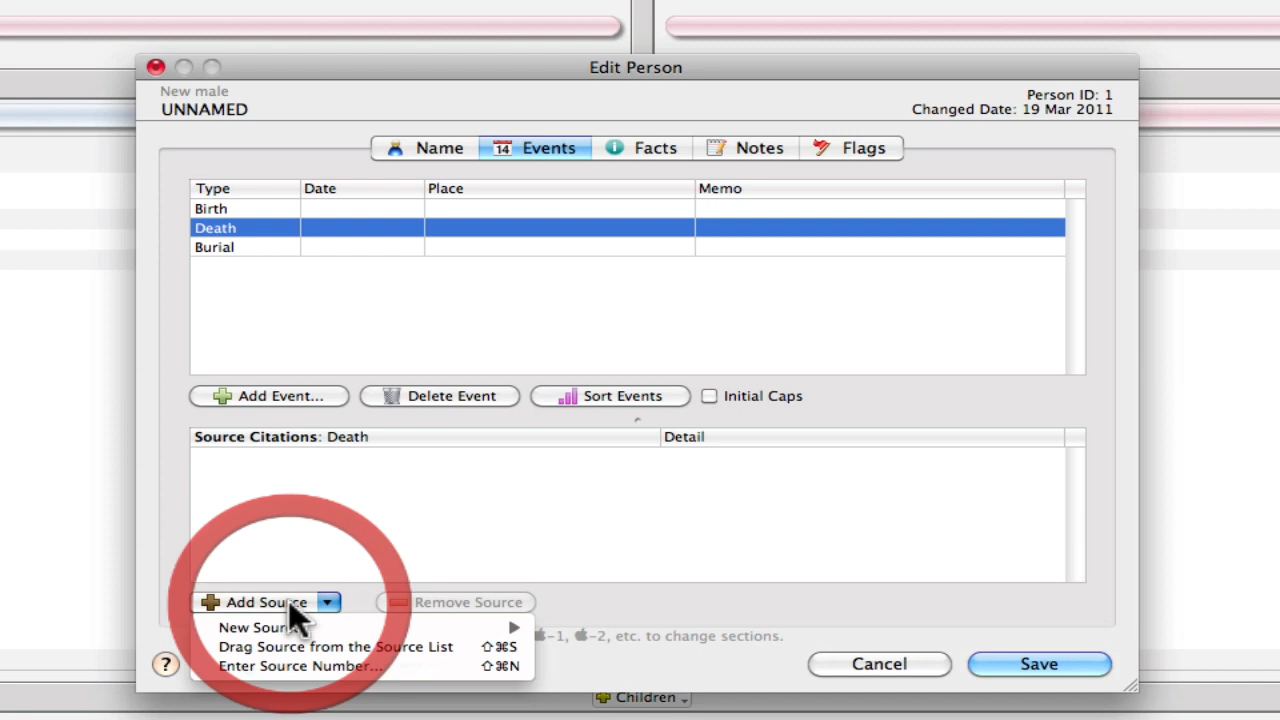 Edit Person
New male
UNNAMED
Person ID: 1
Changed Date: 19 Mar 2011
Name
14
Events
Facts
Notes
Flags
Type Date Place Memo
Birth
Death
Burial
Add Event...
Delete Event
Sort Events
Initial Caps
Source Citations: Death Detail
Add Source
Remove Source
New
Drag Source from the Source List ⇧⌘S
Enter Source Number... ⇧⌘N
-1, -2, etc. to change sections.
?
Cancel
Save
Children